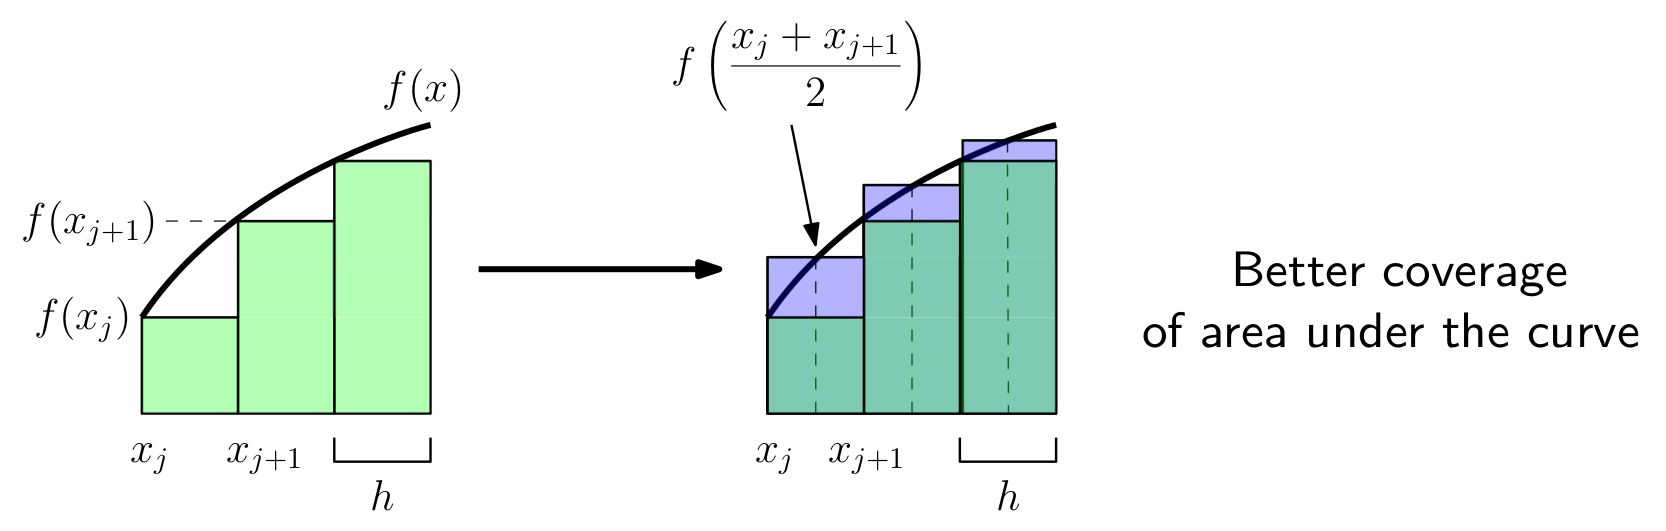 f(x)
f(x_{j+1})
f(x_j)
x_j x_{j+1}
h
f\left(\frac{x_j + x_{j+1}}{2}\right)
x_j x_{j+1}
h
Better coverage
of area under the curve